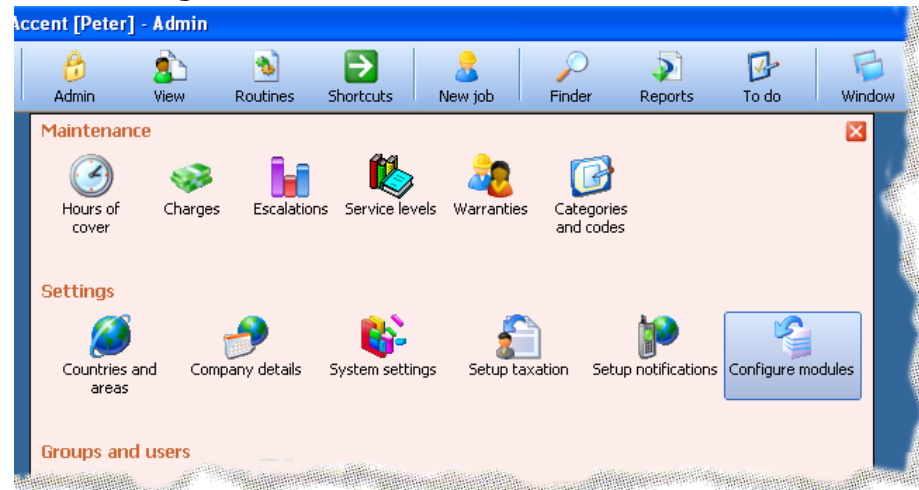 Accent [Peter] - Admin
Admin View Routines Shortcuts New job Finder Reports To do Window
Maintenance
Hours of cover Charges Escalations Service levels Warranties Categories and codes
Settings
Countries and areas Company details System settings Setup taxation Setup notifications Configure modules
Groups and users